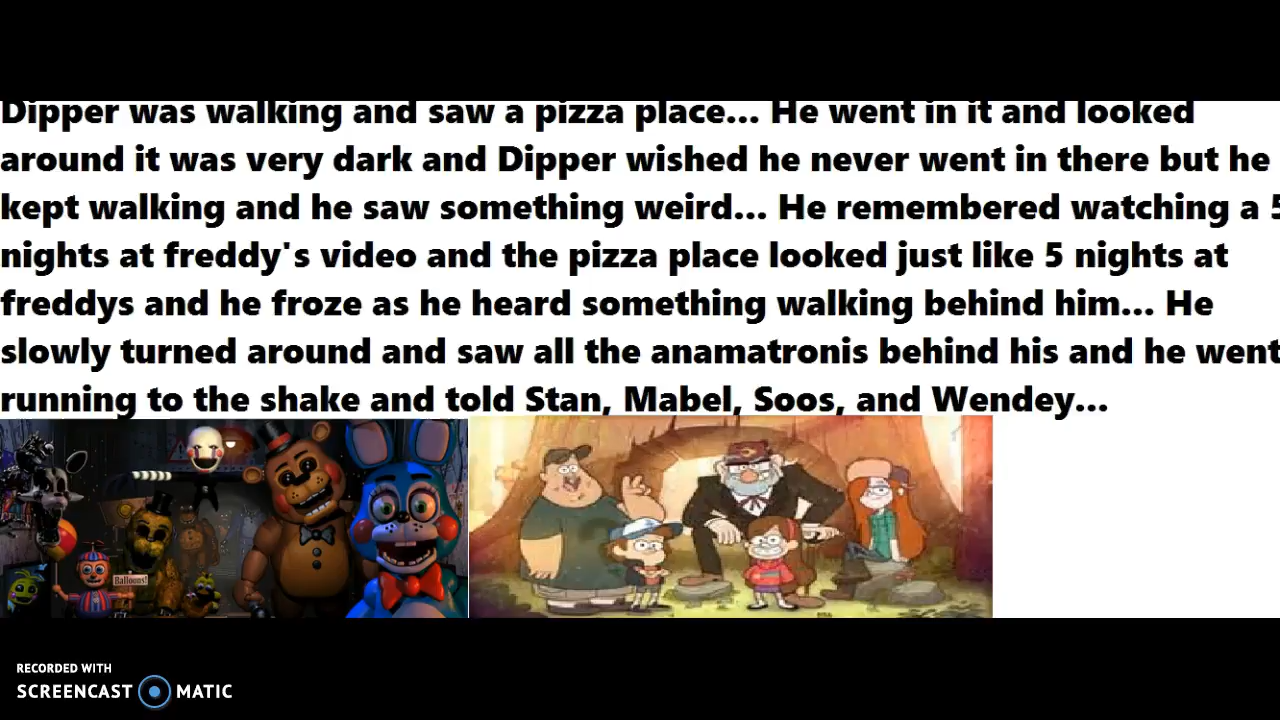 Dipper was walking and saw a pizza place... He went in it and looked
around it was very dark and Dipper wished he never went in there but he
kept walking and he saw something weird... He remembered watching a 5
nights at freddy's video and the pizza place looked just like 5 nights at
freddys and he froze as he heard something walking behind him... He
slowly turned around and saw all the anamatronis behind his and he went
running to the shake and told Stan, Mabel, Soos, and Wendey...
Balloons!
RECORDED WITH
SCREENCAST MATIC